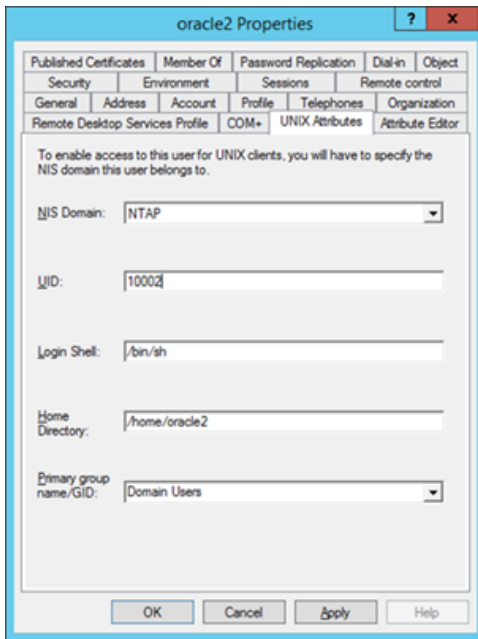 oracle2 Properties
? x
Published Certificates Member Of Password Replication Dial-in Object
Security Environment Sessions Remote control
General Address Account Profile Telephones Organization
Remote Desktop Services Profile COM+ UNIX Attributes Attribute Editor
To enable access to this user for UNIX clients, you will have to specify the
NIS domain this user belongs to.
NIS Domain: NTAP
UID: 10002
Login Shell: /bin/sh
Home
Directory: /home/oracle2
Primary group
name/GID: Domain Users
OK Cancel Apply Help